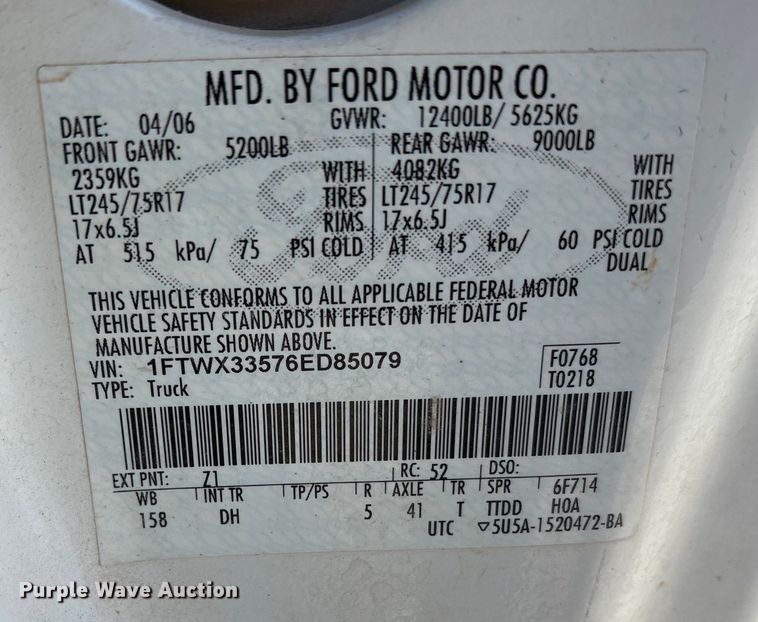 MFD. BY FORD MOTOR CO.
DATE: 04/06 GVWR: 12400LB/ 5625KG
FRONT GAWR: 5200LB REAR GAWR: 9000LB
2359KG WITH 4082KG WITH
LT245/75R17 TIRES LT245/75R17 TIRES
17x6.5J RIMS 17x6.5J RIMS
AT 515 kPa/ 75 PSI COLD AT 415 kPa/ 60 PSI COLD
DUAL
Ford
THIS VEHICLE CONFORMS TO ALL APPLICABLE FEDERAL MOTOR
VEHICLE SAFETY STANDARDS IN EFFECT ON THE DATE OF
MANUFACTURE SHOWN ABOVE.
VIN: 1FTWX33576ED85079 F0768
TYPE: Truck T0218
EXT PNT: Z1 RC: 52 DSO:
WB INT TR TP/PS R AXLE TR SPR 6F714
158 DH 5 41 T TTDD HOA
UTC ▽5U5A-1520472-BA
Purple Wave Auction